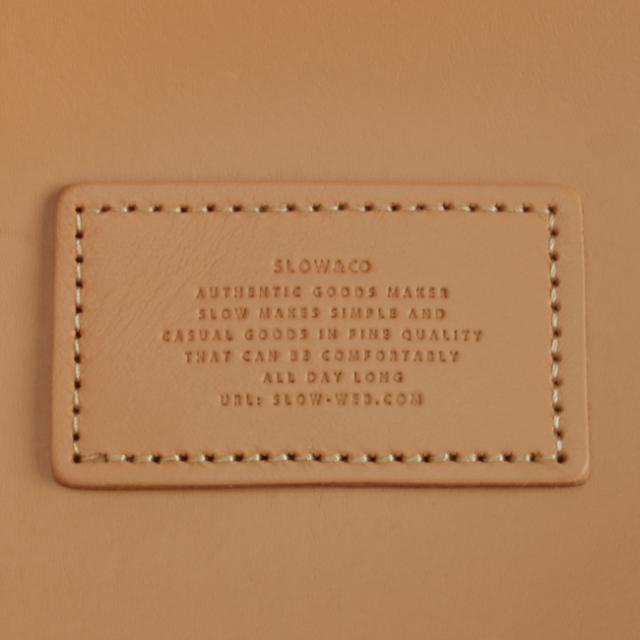 SLOW&CO
AUTHENTIC GOODS MAKER
SLOW MAKES SIMPLE AND
CASUAL GOODS IN FINE QUALITY
THAT CAN BE COMFORTABLY
ALL DAY LONG
URL: SLOW-WEB.COM